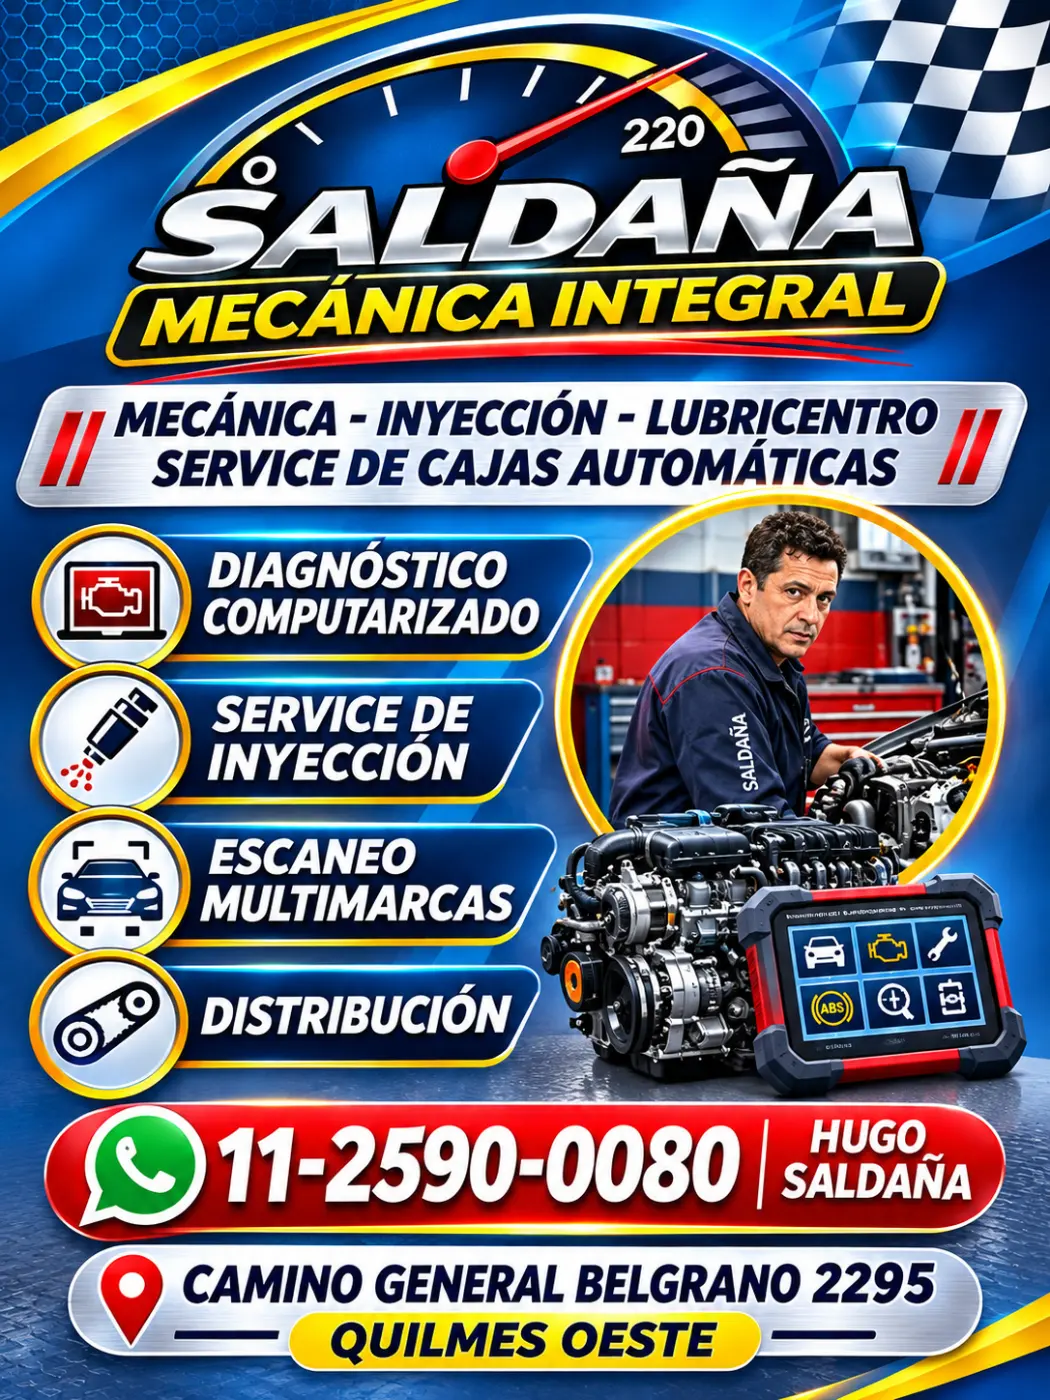 0
220
SALDAÑA
MECÁNICA INTEGRAL
MECÁNICA - INYECCIÓN - LUBRICENTRO
SERVICE DE CAJAS AUTOMÁTICAS
DIAGNÓSTICO
COMPUTARIZADO
SERVICE DE
INYECCIÓN
ESCANEO
MULTIMARCAS
DISTRIBUCIÓN
SALDAÑA
ABS
11-2590-0080
HUGO
SALDAÑA
CAMINO GENERAL BELGRANO 2295
QUILMES OESTE